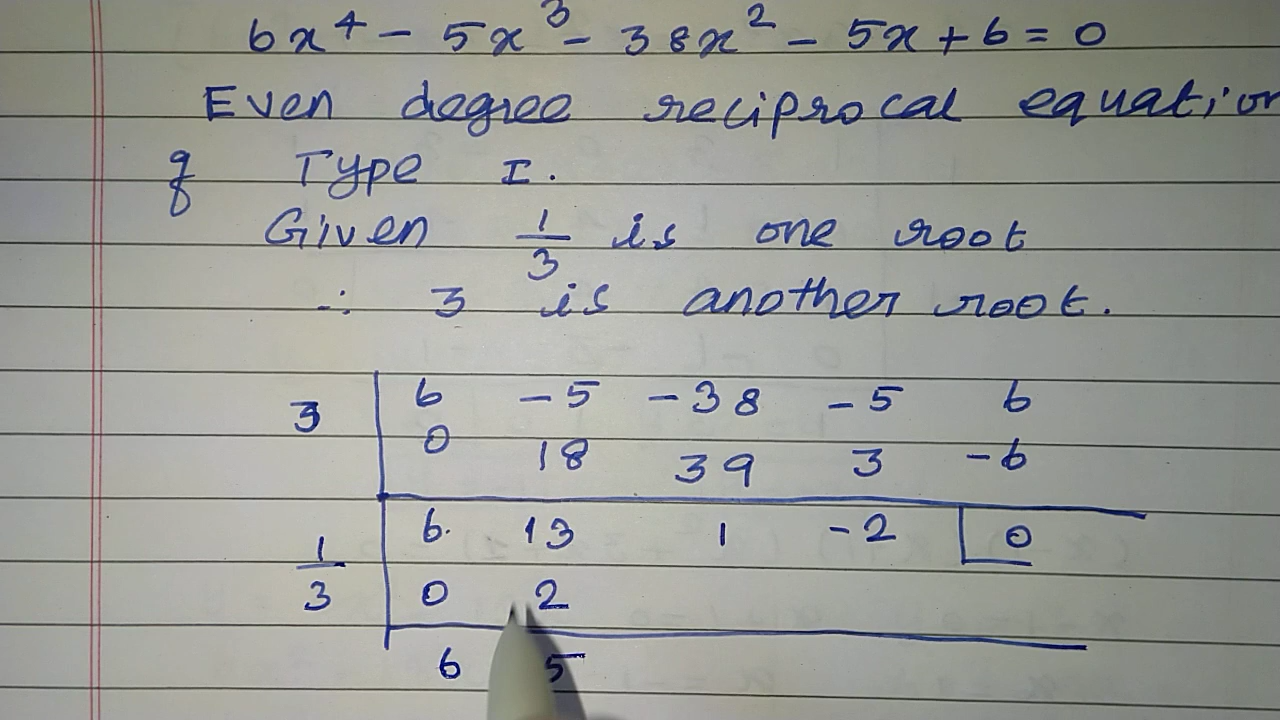 6x⁴ - 5x³ - 38x² - 5x + 6 = 0
Even degree reciprocal equation
of Type I.
Given 1/3 is one root
∴ 3 is another root.
3 | 6 -5 -38 -5 6
0 18 39 3 -6
1/3 | 6. 13 1 -2 | 0
0 2
6 5